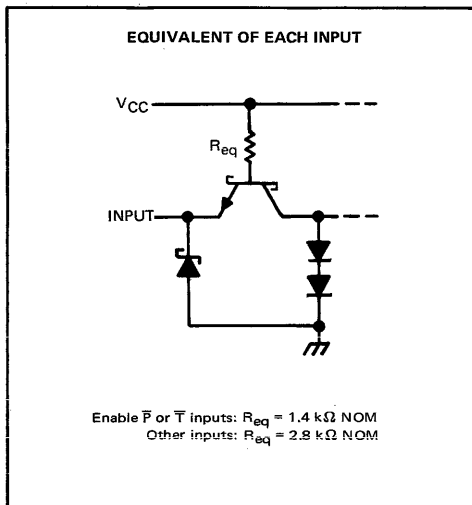 EQUIVALENT OF EACH INPUT
VCC
Req
INPUT
Enable P̅ or T̅ inputs: Req = 1.4 kΩ NOM
Other inputs: Req = 2.8 kΩ NOM